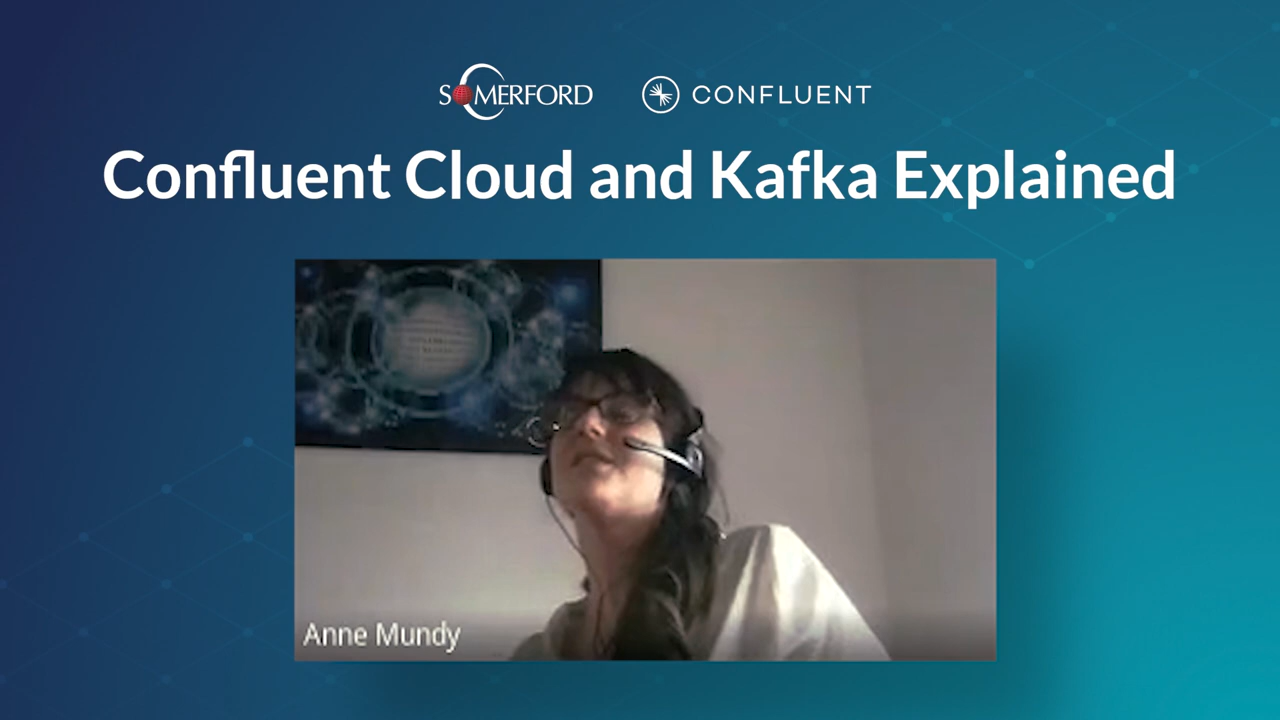 SOMERFORD CONFLUENT
Confluent Cloud and Kafka Explained
Anne Mundy